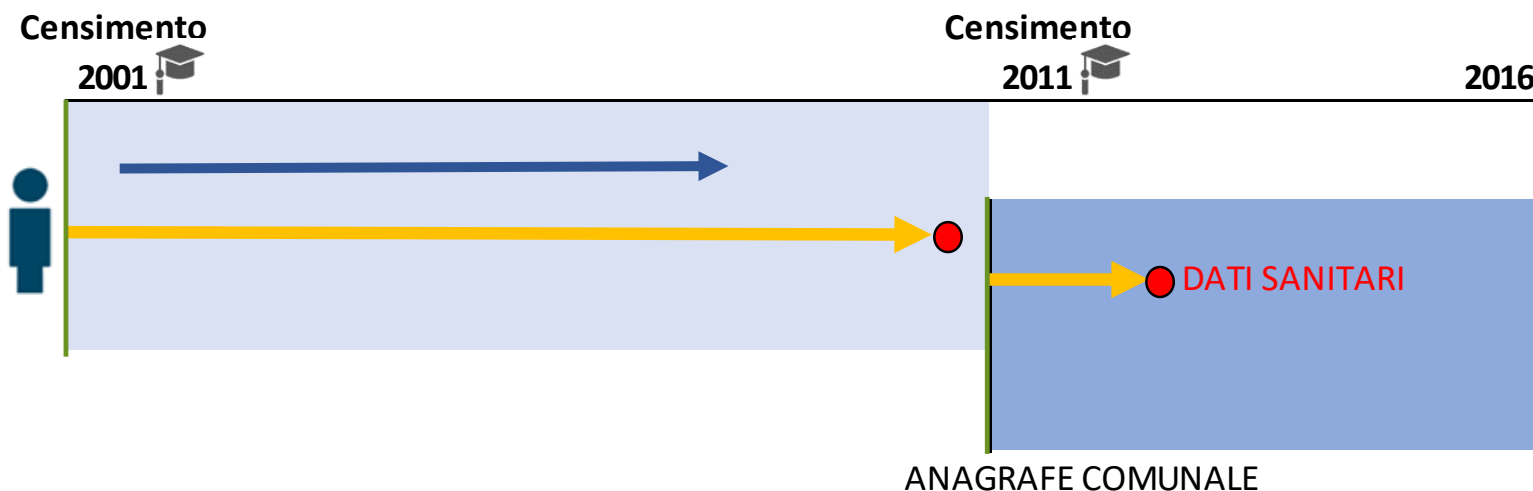 Censimento
2001
Censimento
2011
2016
DATI SANITARI
ANAGRAFE COMUNALE